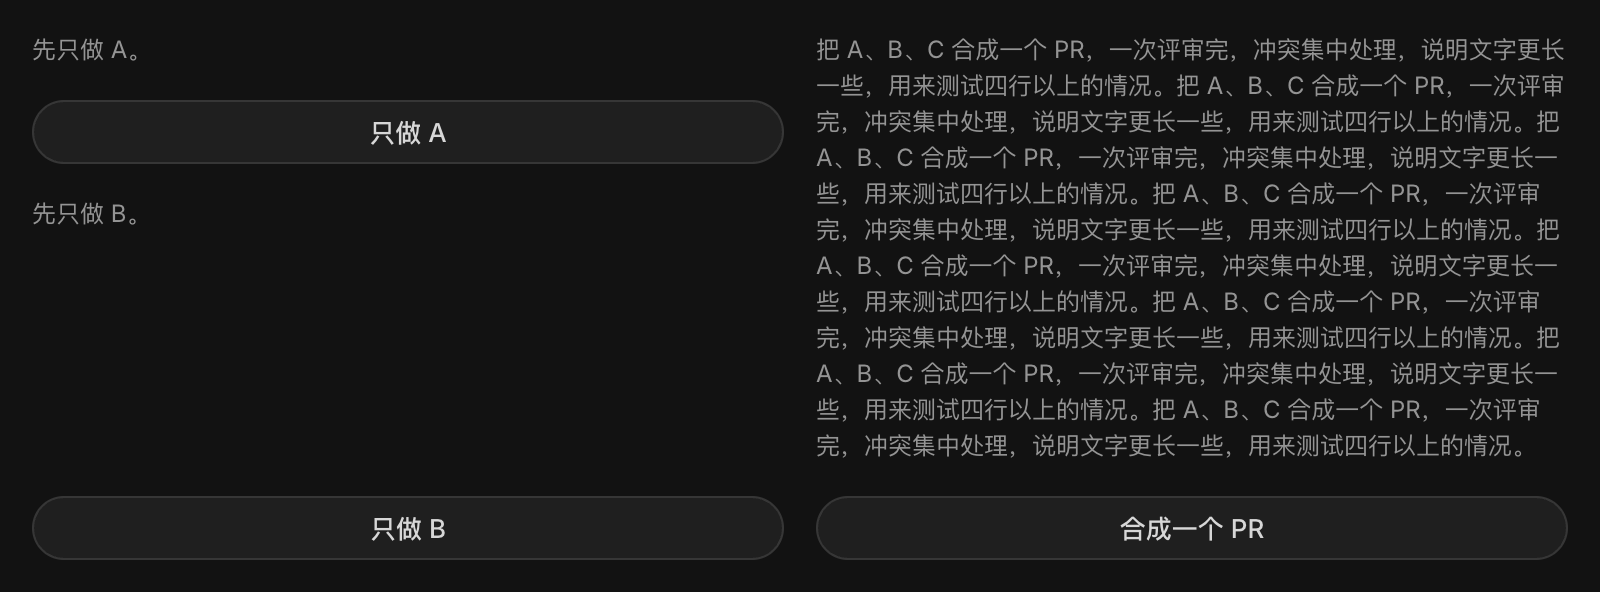 先只做 A。
只做 A
先只做 B。
只做 B
把 A、B、C 合成一个 PR，一次评审完，冲突集中处理，说明文字更长
一些，用来测试四行以上的情况。把 A、B、C 合成一个 PR，一次评审
完，冲突集中处理，说明文字更长一些，用来测试四行以上的情况。把
A、B、C 合成一个 PR，一次评审完，冲突集中处理，说明文字更长一
些，用来测试四行以上的情况。把 A、B、C 合成一个 PR，一次评审
完，冲突集中处理，说明文字更长一些，用来测试四行以上的情况。把
A、B、C 合成一个 PR，一次评审完，冲突集中处理，说明文字更长一
些，用来测试四行以上的情况。把 A、B、C 合成一个 PR，一次评审
完，冲突集中处理，说明文字更长一些，用来测试四行以上的情况。把
A、B、C 合成一个 PR，一次评审完，冲突集中处理，说明文字更长一
些，用来测试四行以上的情况。把 A、B、C 合成一个 PR，一次评审
完，冲突集中处理，说明文字更长一些，用来测试四行以上的情况。
合成一个 PR